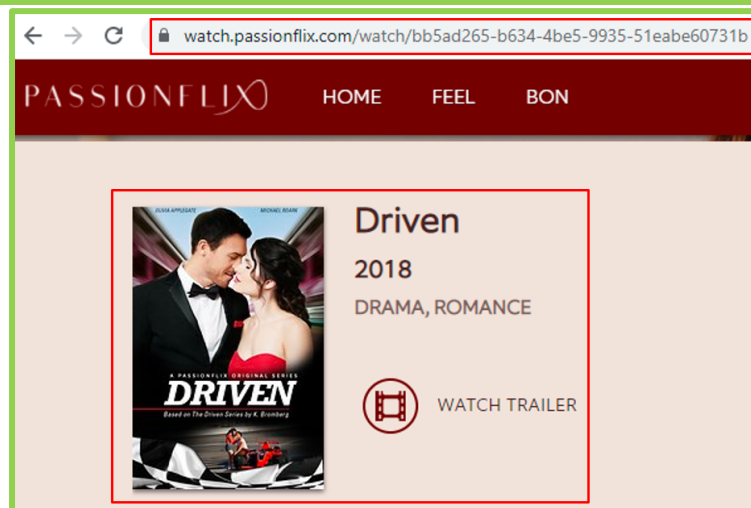 watch.passionflix.com/watch/bb5ad265-b634-4be5-9935-51eabe60731b
PASSIONFLIX HOME FEEL BON
OLIVIA APPLEGATE MICHAEL ROARK
Driven
2018
DRAMA, ROMANCE
A PASSIONFLIX ORIGINAL SERIES
DRIVEN
Based on The Driven Series by K. Bromberg
WATCH TRAILER